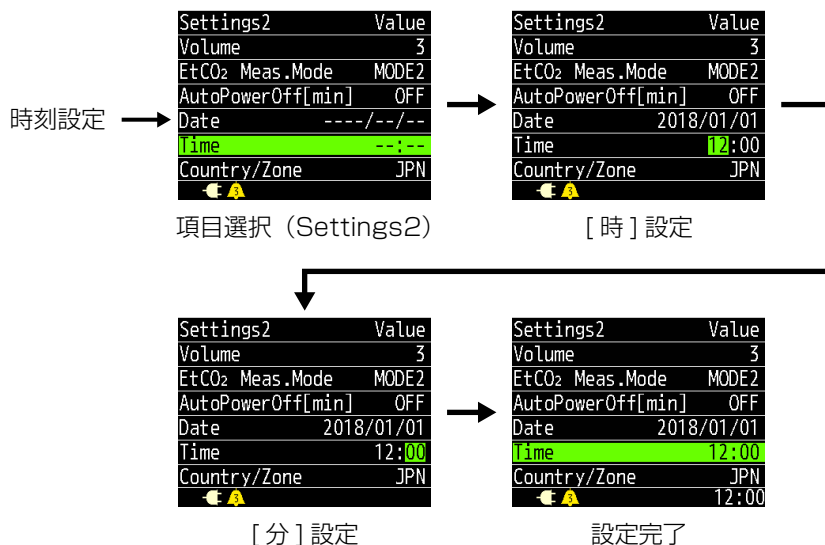 時刻設定
Settings2 Value
Volume 3
EtCO₂ Meas.Mode MODE2
AutoPowerOff[min] OFF
Date ----/--/--
Time --:--
Country/Zone JPN
3
項目選択（Settings2）
Settings2 Value
Volume 3
EtCO₂ Meas.Mode MODE2
AutoPowerOff[min] OFF
Date 2018/01/01
Time 12:00
Country/Zone JPN
3
[ 時 ] 設定
Settings2 Value
Volume 3
EtCO₂ Meas.Mode MODE2
AutoPowerOff[min] OFF
Date 2018/01/01
Time 12:00
Country/Zone JPN
3
[ 分 ] 設定
Settings2 Value
Volume 3
EtCO₂ Meas.Mode MODE2
AutoPowerOff[min] OFF
Date 2018/01/01
Time 12:00
Country/Zone JPN
3 12:00
設定完了